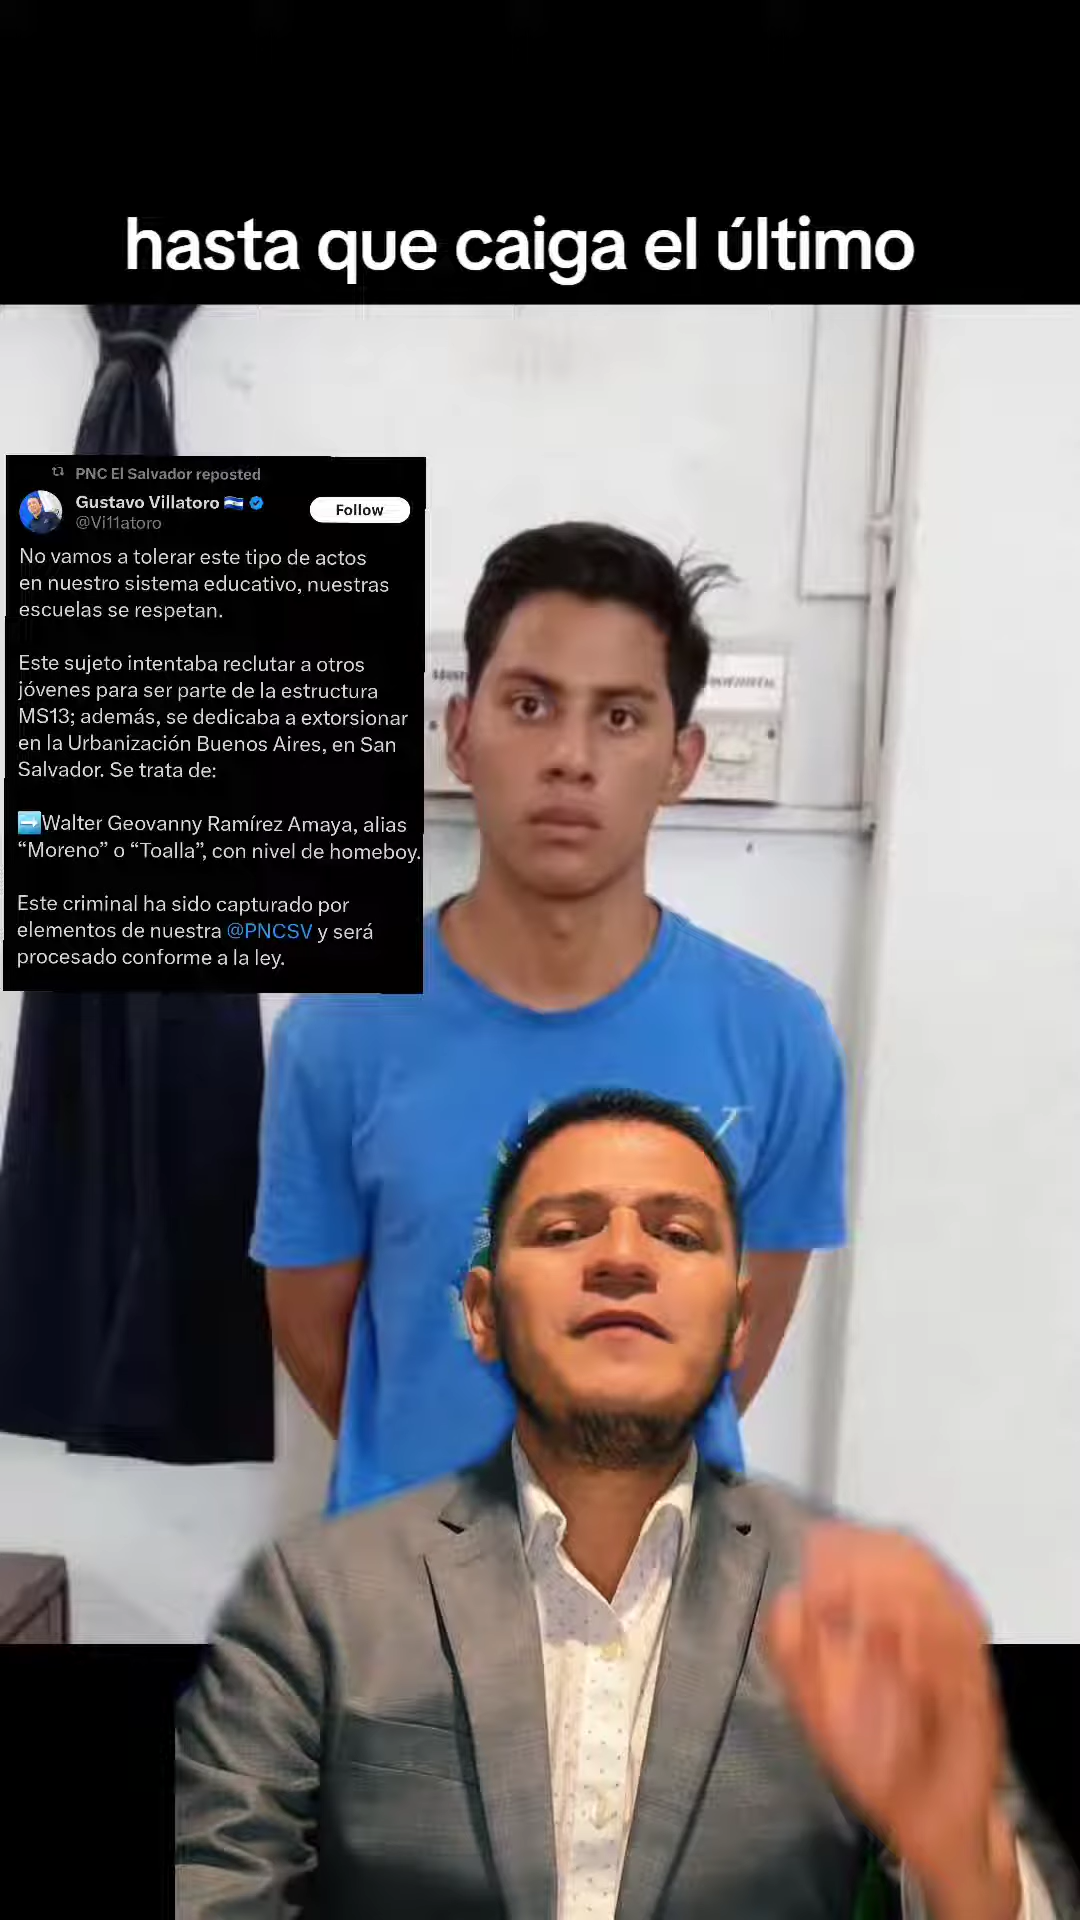 hasta que caiga el último
PNC El Salvador reposted
Gustavo Villatoro
@Vi11atoro
Follow
No vamos a tolerar este tipo de actos
en nuestro sistema educativo, nuestras
escuelas se respetan.
Este sujeto intentaba reclutar a otros
jóvenes para ser parte de la estructura
MS13; además, se dedicaba a extorsionar
en la Urbanización Buenos Aires, en San
Salvador. Se trata de:
➡️Walter Geovanny Ramírez Amaya, alias
“Moreno” o “Toalla”, con nivel de homeboy.
Este criminal ha sido capturado por
elementos de nuestra @PNCSV y será
procesado conforme a la ley.